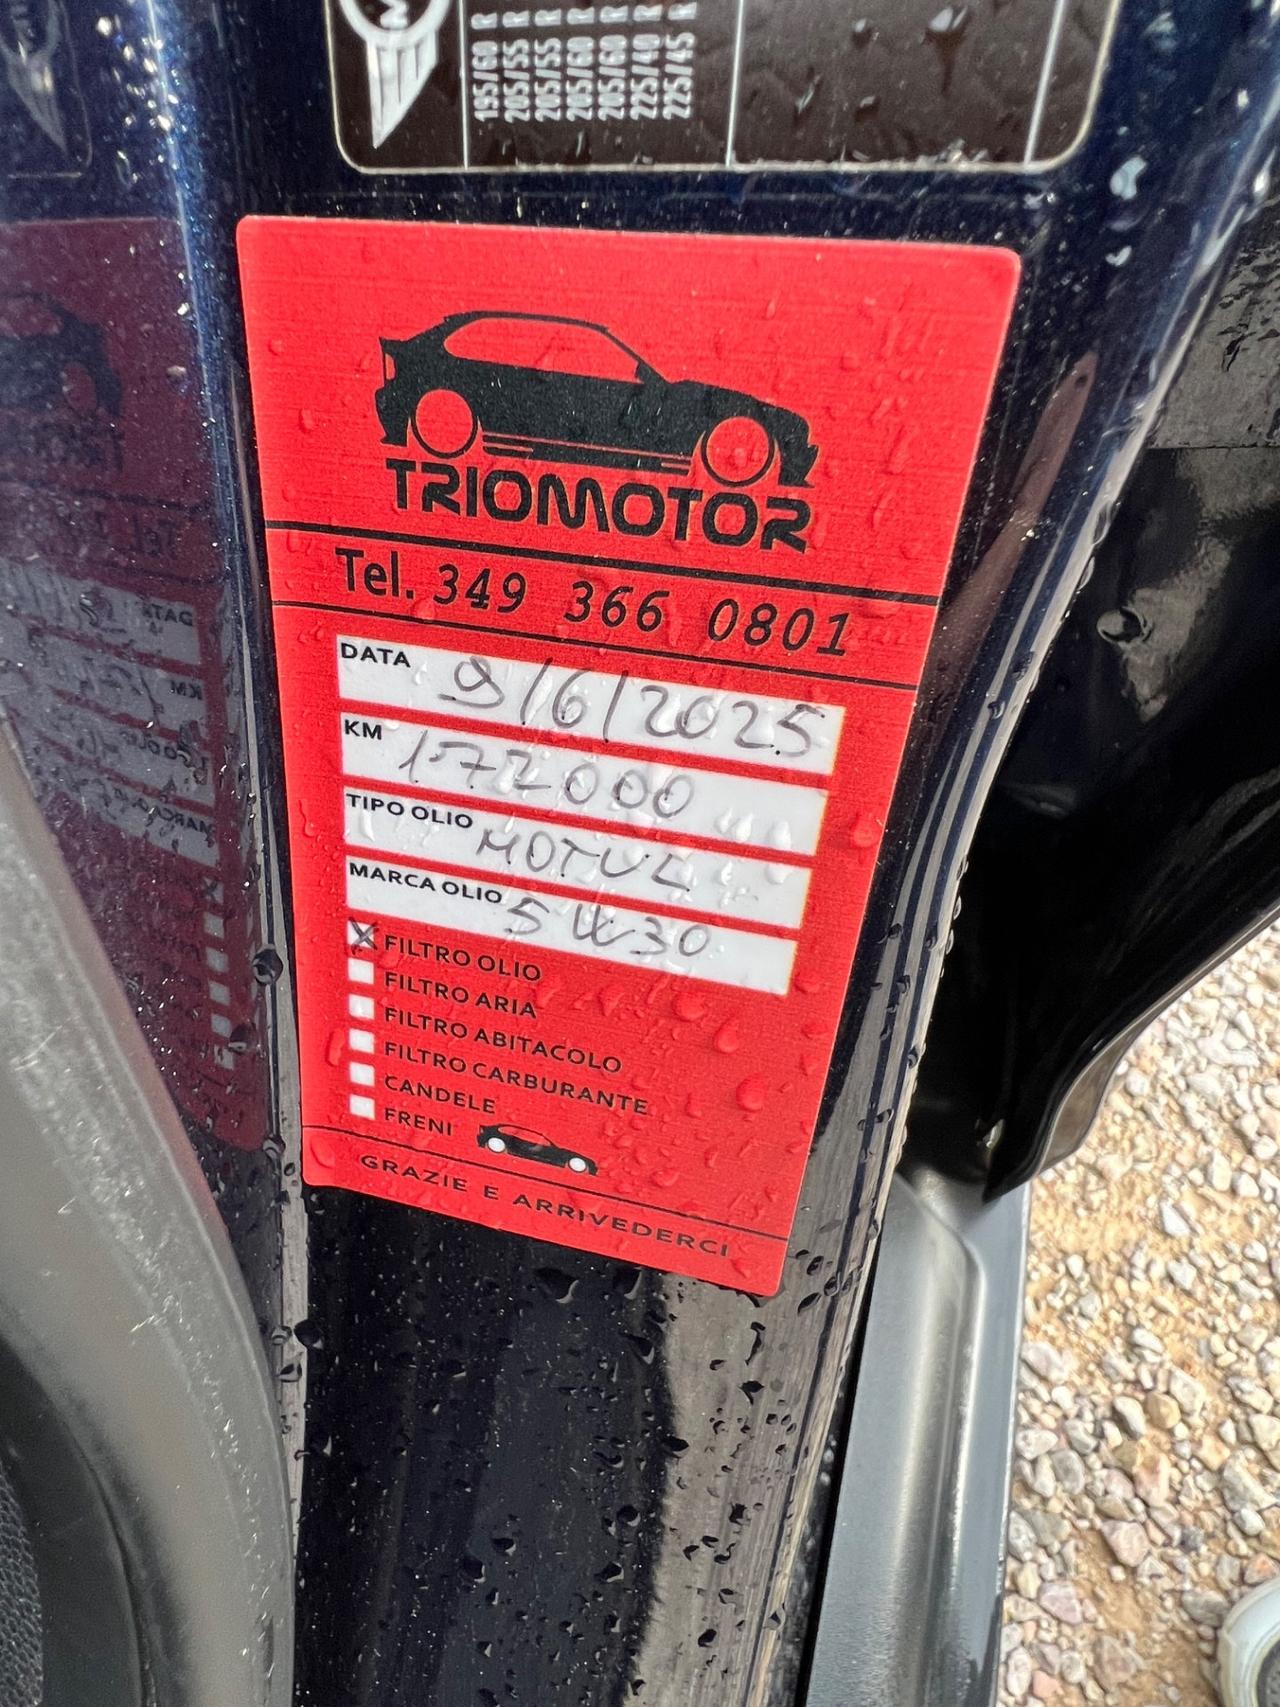 195/60 R
205/55 R
205/55 R
205/60 R
205/60 R
225/40 R
225/45 R
TRIOMOTOR
Tel. 349 366 0801
DATA 9/6/2025
KM 172000
TIPO OLIO MOTUL
MARCA OLIO 5W30
X FILTRO OLIO
FILTRO ARIA
FILTRO ABITACOLO
FILTRO CARBURANTE
CANDELE
FRENI
GRAZIE E ARRIVEDERCI